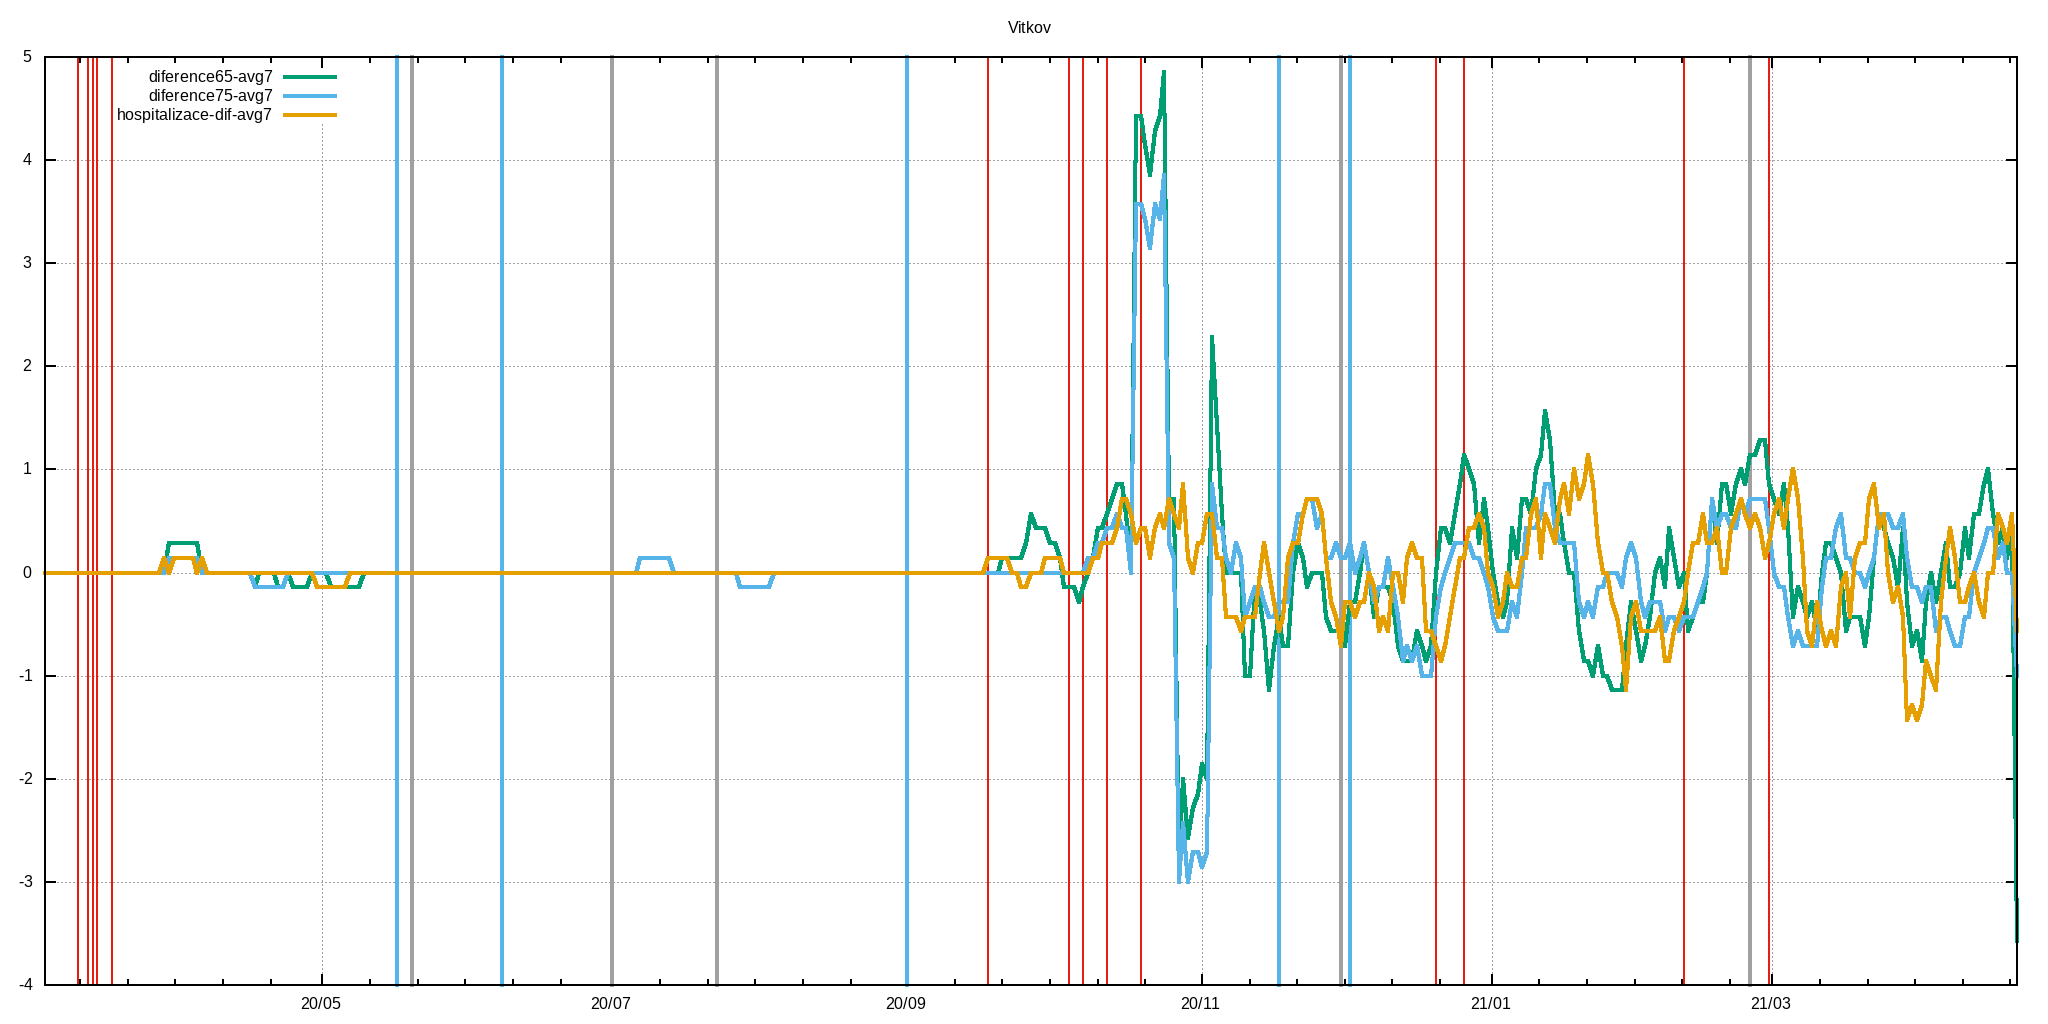 Vitkov
diference65-avg7
diference75-avg7
hospitalizace-dif-avg7
5
4
3
2
1
0
-1
-2
-3
-4
20/05 20/07 20/09 20/11 21/01 21/03